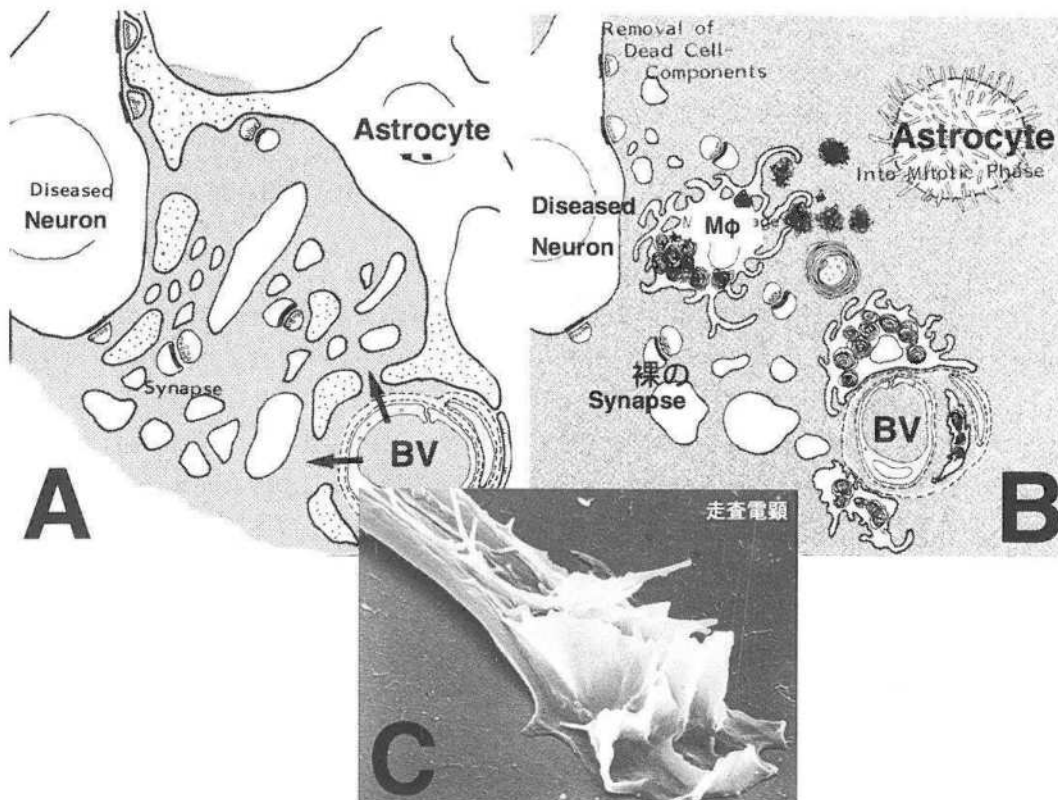 A
Diseased
Neuron
Astrocyte
Synapse
BV
B
Removal of
Dead Cell-
Components
Astrocyte
Into Mitotic Phase
Diseased
Neuron
Mφ
裸の
Synapse
BV
C
走査電顕